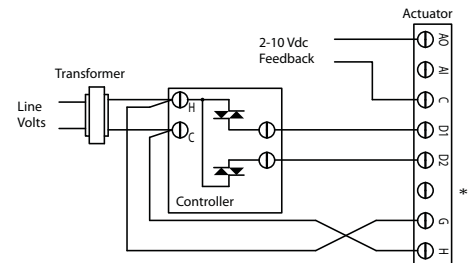 Actuator
2-10 Vdc
Feedback
Transformer
Line
Volts
H
C
Controller
AO
AI
C
D1
D2
*
G
H